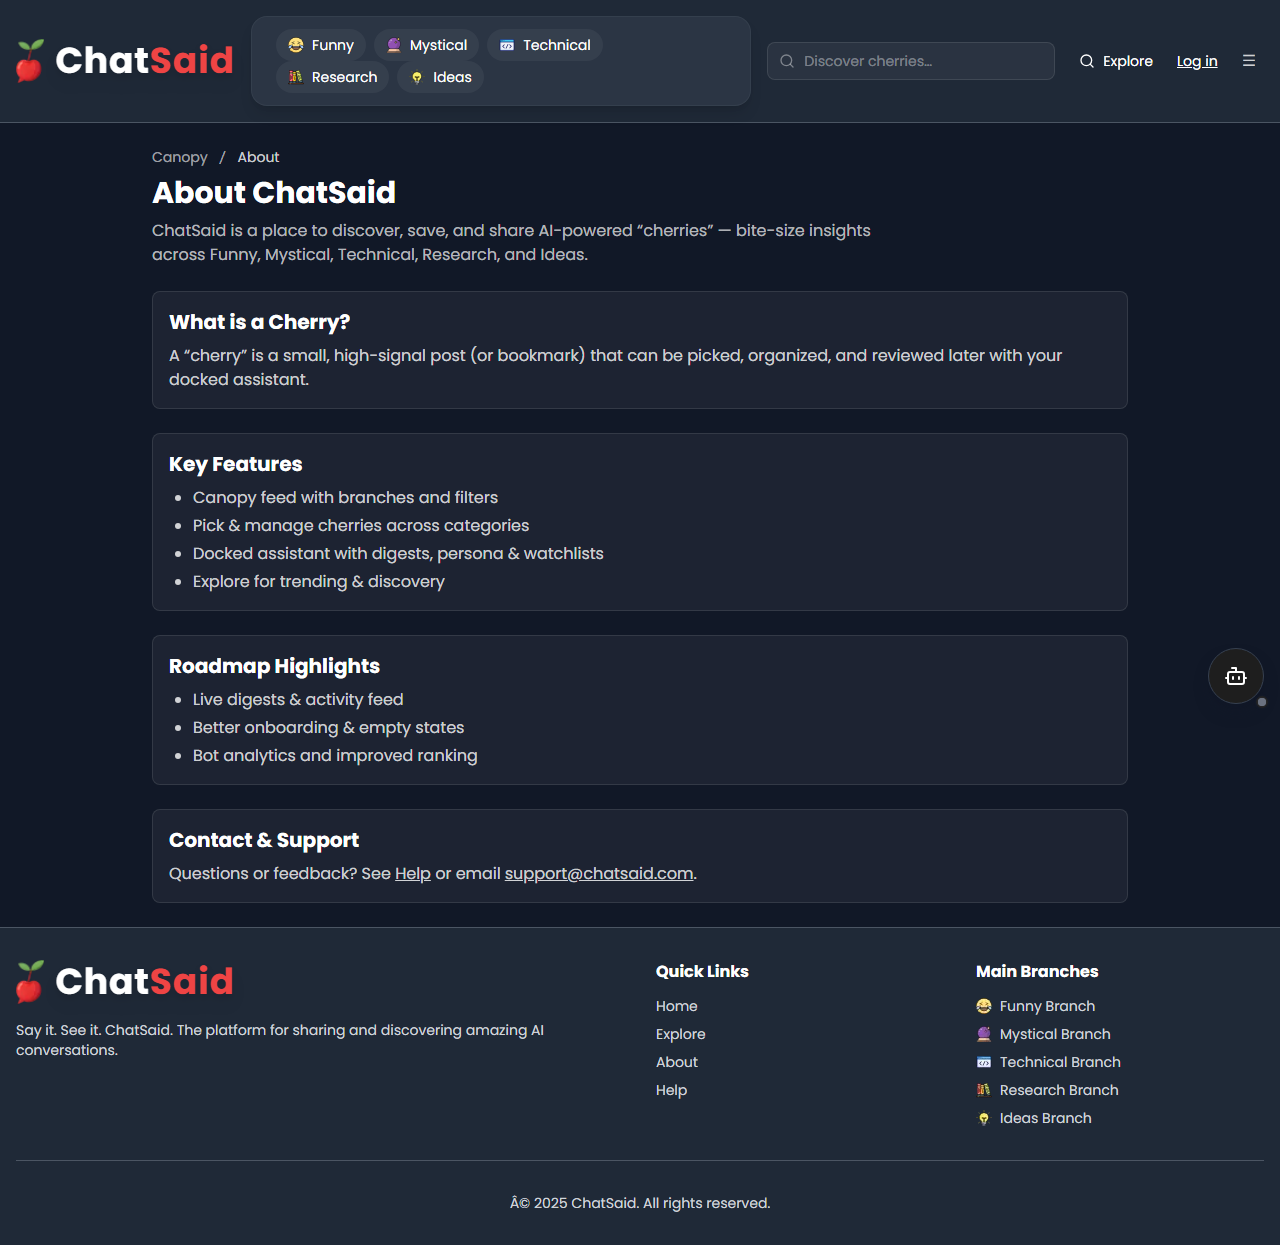 ChatSaid
Funny
Mystical
Technical
Research
Ideas
Discover cherries...
Explore
Log in
Canopy / About
About ChatSaid
ChatSaid is a place to discover, save, and share AI-powered “cherries” — bite-size insights
across Funny, Mystical, Technical, Research, and Ideas.
What is a Cherry?
A “cherry” is a small, high-signal post (or bookmark) that can be picked, organized, and reviewed later with your
docked assistant.
Key Features
Canopy feed with branches and filters
Pick & manage cherries across categories
Docked assistant with digests, persona & watchlists
Explore for trending & discovery
Roadmap Highlights
Live digests & activity feed
Better onboarding & empty states
Bot analytics and improved ranking
Contact & Support
Questions or feedback? See Help or email support@chatsaid.com.
ChatSaid
Say it. See it. ChatSaid. The platform for sharing and discovering amazing AI
conversations.
Quick Links
Home
Explore
About
Help
Main Branches
Funny Branch
Mystical Branch
Technical Branch
Research Branch
Ideas Branch
Â© 2025 ChatSaid. All rights reserved.